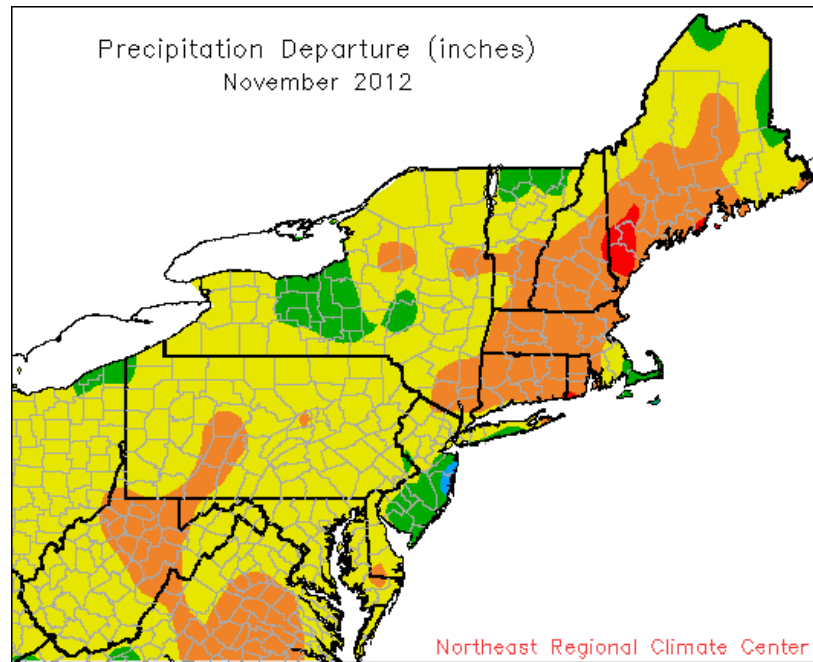 Precipitation Departure (inches)
November 2012
Northeast Regional Climate Center